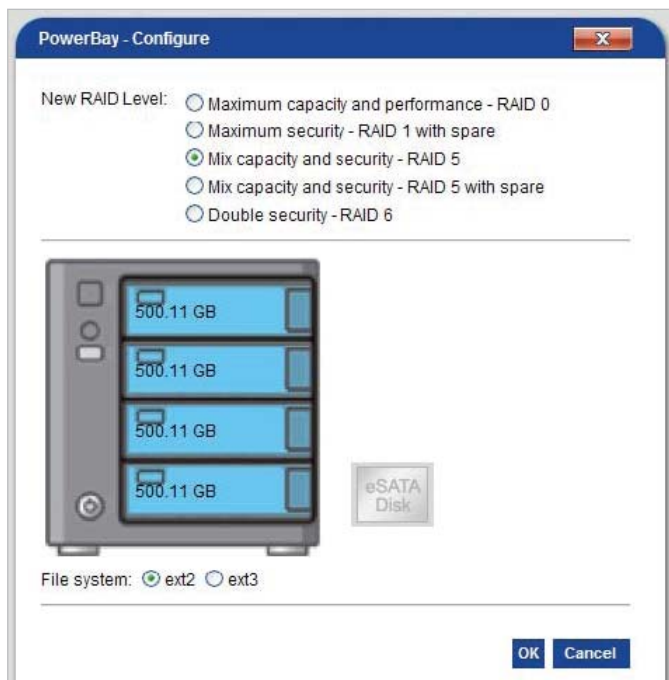 PowerBay - Configure
New RAID Level:
Maximum capacity and performance - RAID 0
Maximum security - RAID 1 with spare
Mix capacity and security - RAID 5
Mix capacity and security - RAID 5 with spare
Double security - RAID 6
500.11 GB
500.11 GB
500.11 GB
500.11 GB
eSATA
Disk
File system: ext2 ext3
OK Cancel